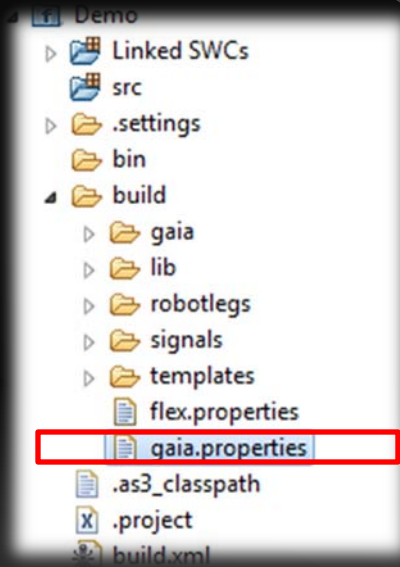 Demo
Linked SWCs
src
.settings
bin
build
gaia
lib
robotlegs
signals
templates
flex.properties
gaia.properties
.as3_classpath
.project
build.xml